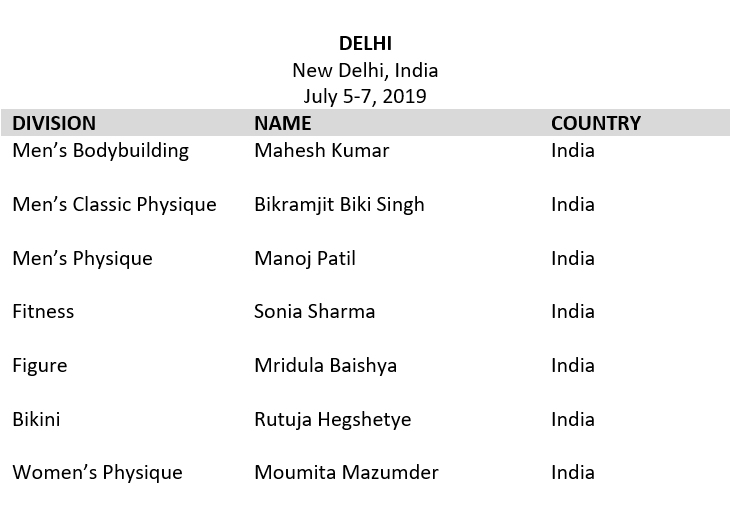 DELHI
New Delhi, India
July 5-7, 2019
DIVISION NAME COUNTRY
Men’s Bodybuilding Mahesh Kumar India
Men’s Classic Physique Bikramjit Biki Singh India
Men’s Physique Manoj Patil India
Fitness Sonia Sharma India
Figure Mridula Baishya India
Bikini Rutuja Hegshetye India
Women’s Physique Moumita Mazumder India